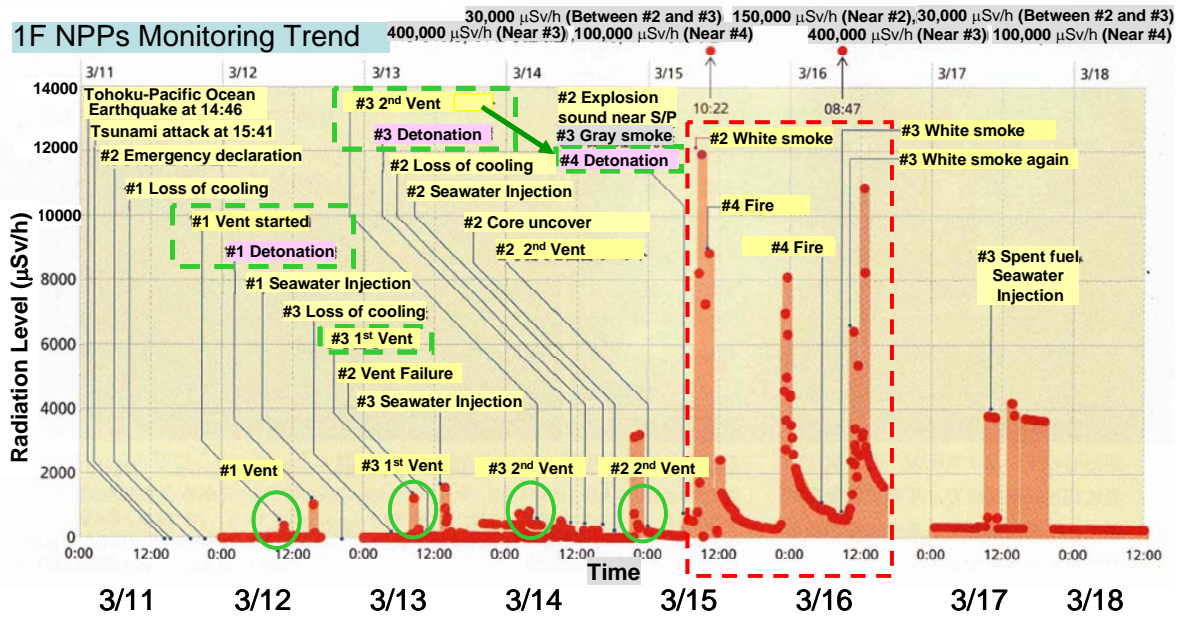 30,000 μSv/h (Between #2 and #3)
150,000 μSv/h (Near #2), 30,000 μSv/h (Between #2 and #3)
1F NPPs Monitoring Trend
400,000 μSv/h (Near #3) 100,000 μSv/h (Near #4)
400,000 μSv/h (Near #3) 100,000 μSv/h (Near #4)
3/11 3/12 3/13 3/14 3/15 3/16 3/17 3/18
10:22
08:47
Radiation Level (μSv/h)
14000
12000
10000
8000
6000
4000
2000
0
Tohoku-Pacific Ocean
Earthquake at 14:46
Tsunami attack at 15:41
#2 Emergency declaration
#1 Loss of cooling
#1 Vent started
#1 Detonation
#1 Seawater Injection
#3 Loss of cooling
#3 1st Vent
#2 Vent Failure
#3 Seawater Injection
#3 2nd Vent
#3 Detonation
#2 Loss of cooling
#2 Seawater Injection
#2 Core uncover
#2 2nd Vent
#2 Explosion
sound near S/P
#3 Gray smoke
#4 Detonation
#2 White smoke
#4 Fire
#4 Fire
#3 White smoke
#3 White smoke again
#3 Spent fuel
Seawater
Injection
#1 Vent
#3 1st Vent
#3 2nd Vent
#2 2nd Vent
0:00 12:00 0:00 12:00 0:00 12:00 0:00 12:00 0:00 12:00 0:00 12:00 0:00 12:00 0:00 12:00
Time
3/11 3/12 3/13 3/14 3/15 3/16 3/17 3/18